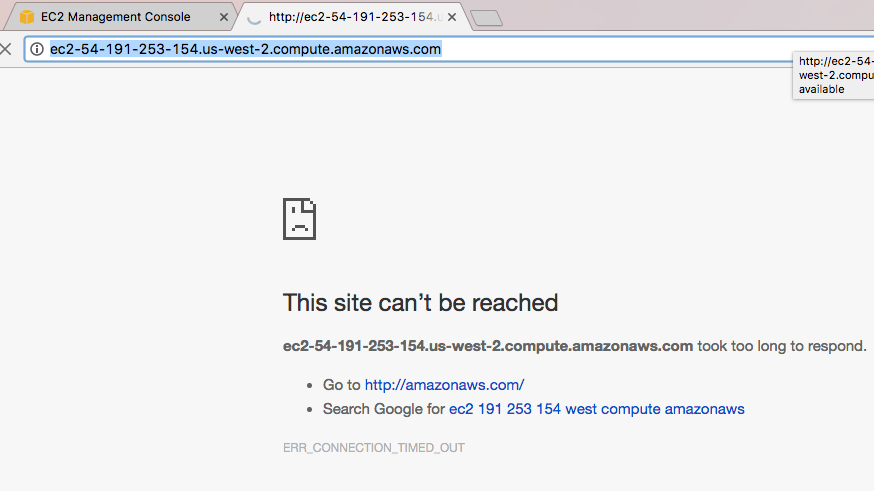 EC2 Management Console
http://ec2-54-191-253-154.u
ec2-54-191-253-154.us-west-2.compute.amazonaws.com
http://ec2-54-
west-2.compu
available
This site can’t be reached
ec2-54-191-253-154.us-west-2.compute.amazonaws.com took too long to respond.
• Go to http://amazonaws.com/
• Search Google for ec2 191 253 154 west compute amazonaws
ERR_CONNECTION_TIMED_OUT